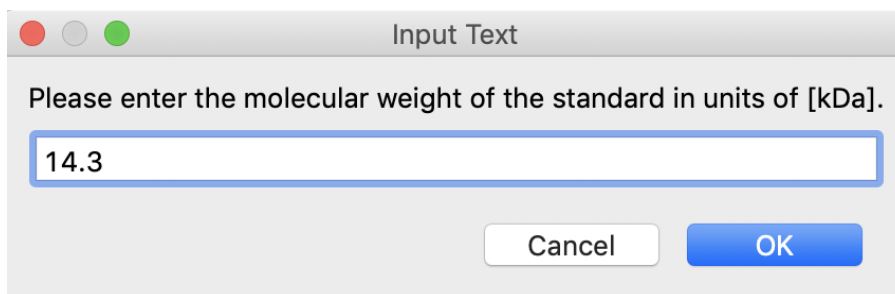 Input Text
Please enter the molecular weight of the standard in units of [kDa].
14.3
Cancel OK